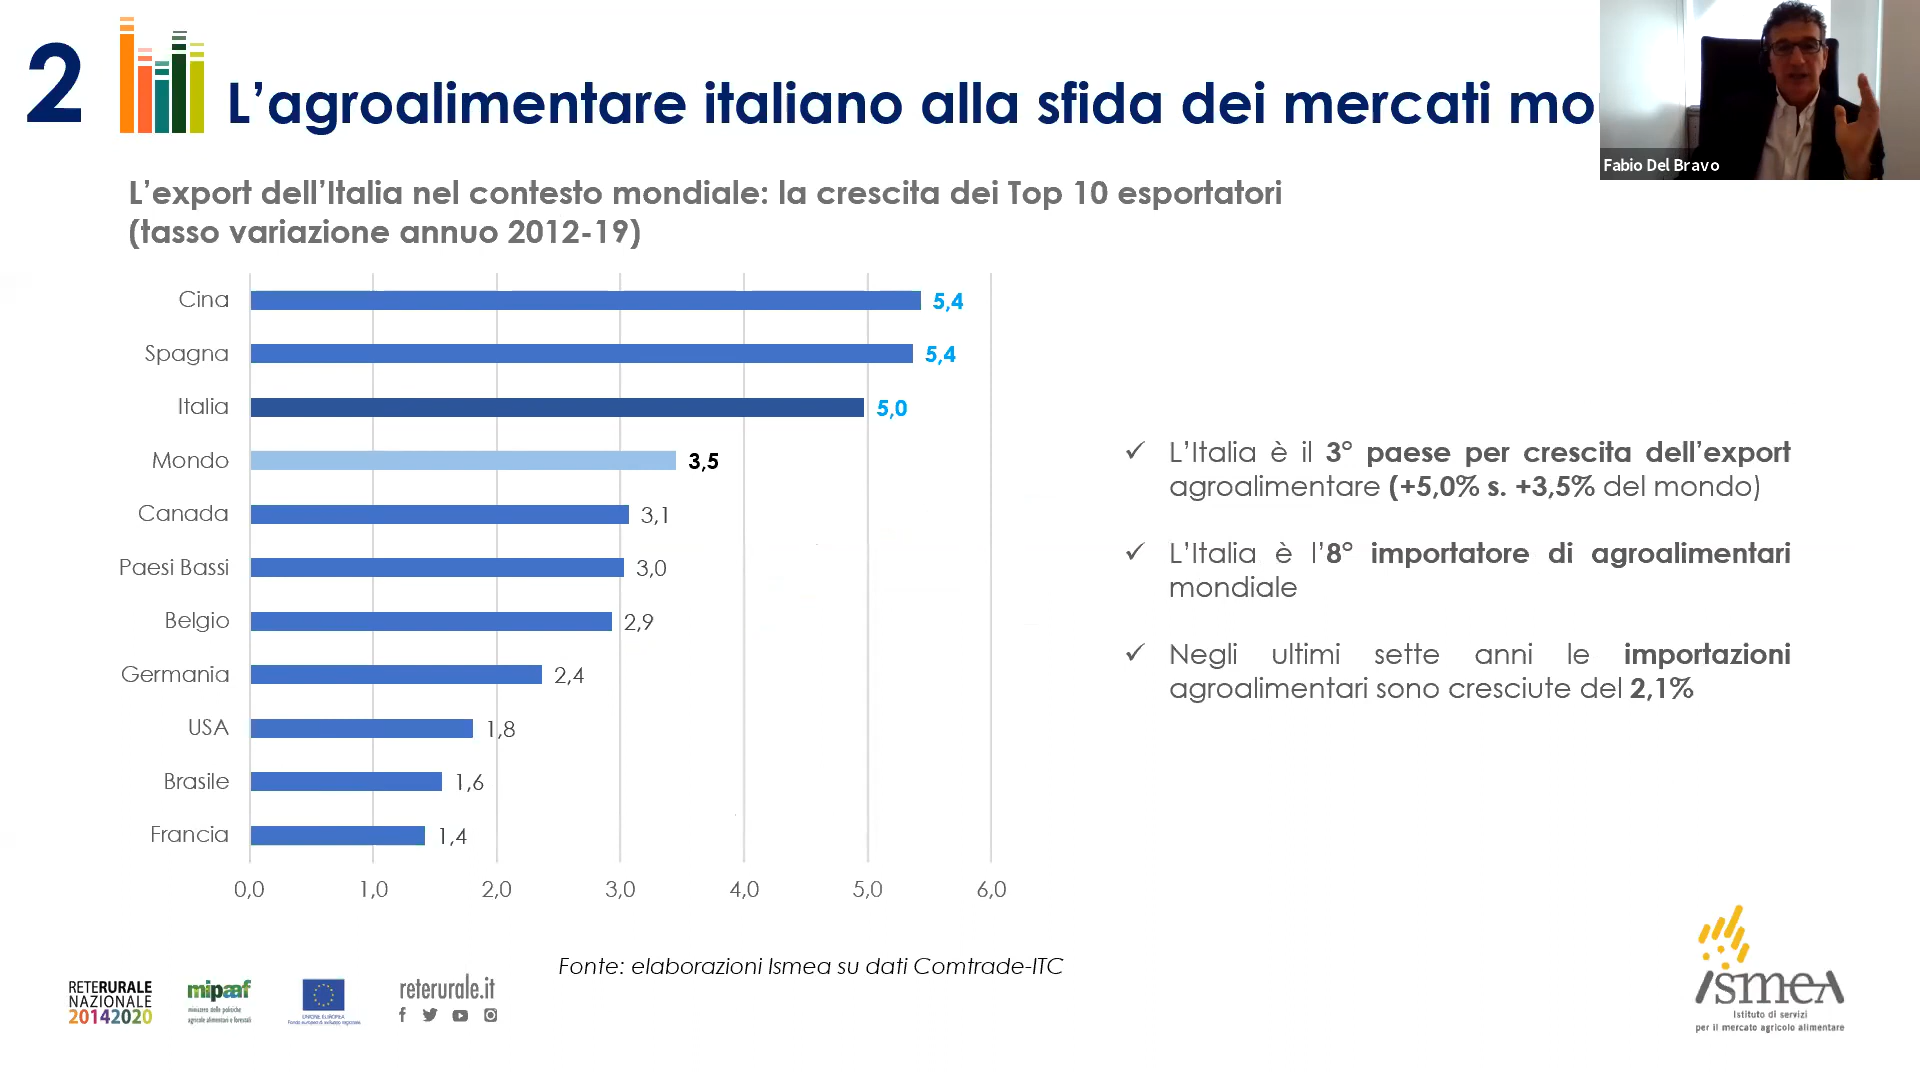 2
L’agroalimentare italiano alla sfida dei mercati
Fabio Del Bravo
L’export dell’Italia nel contesto mondiale: la crescita dei Top 10 esportatori
(tasso variazione annuo 2012-19)
Cina 5,4
Spagna 5,4
Italia 5,0
Mondo 3,5
Canada 3,1
Paesi Bassi 3,0
Belgio 2,9
Germania 2,4
USA 1,8
Brasile 1,6
Francia 1,4
0,0 1,0 2,0 3,0 4,0 5,0 6,0
✓ L’Italia è il 3° paese per crescita dell’export
agroalimentare (+5,0% s. +3,5% del mondo)
✓ L’Italia è l’8° importatore di agroalimentari
mondiale
✓ Negli ultimi sette anni le importazioni
agroalimentari sono cresciute del 2,1%
Fonte: elaborazioni Ismea su dati Comtrade-ITC
RETERURALE
NAZIONALE
20142020
mipaaf
ministero delle politiche
agricole alimentari e forestali
UNIONE EUROPEA
Fondo europeo di sviluppo regionale
reterurale.it
ismea
Istituto di servizi
per il mercato agricolo alimentare